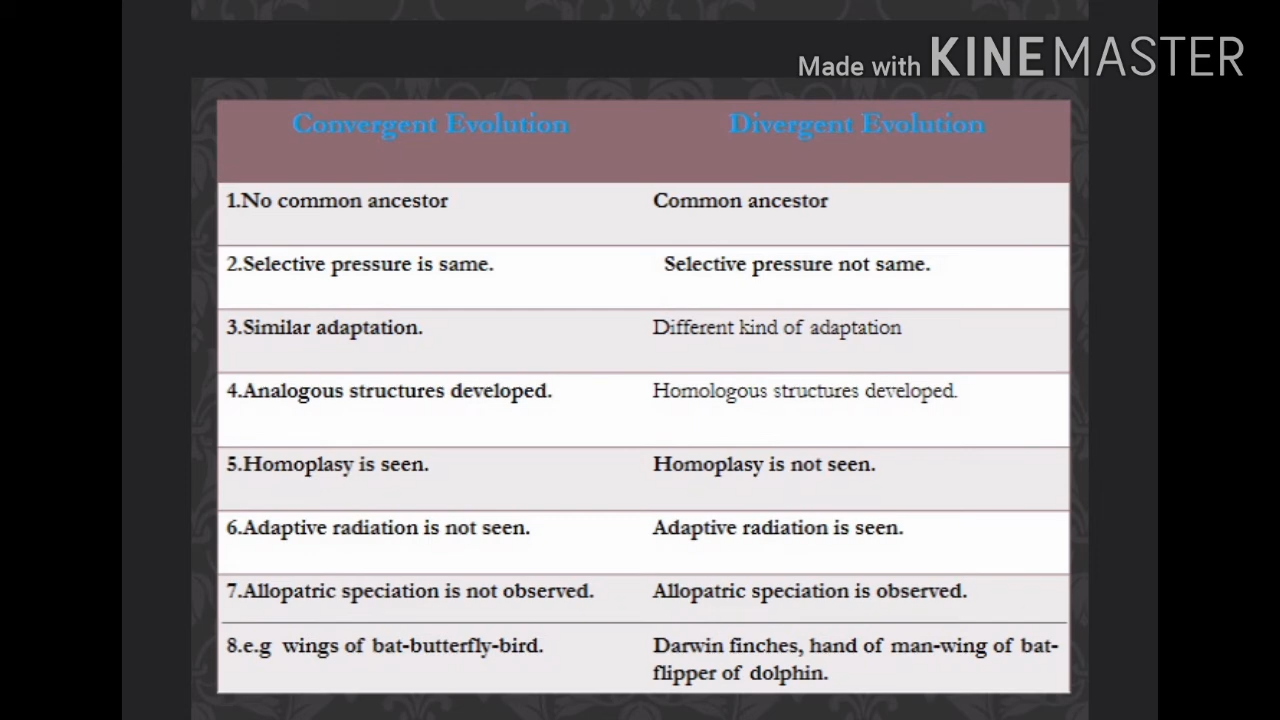 Made with KINEMASTER
Convergent Evolution
Divergent Evolution
1.No common ancestor
Common ancestor
2.Selective pressure is same.
Selective pressure not same.
3.Similar adaptation.
Different kind of adaptation
4.Analogous structures developed.
Homologous structures developed.
5.Homoplasy is seen.
Homoplasy is not seen.
6.Adaptive radiation is not seen.
Adaptive radiation is seen.
7.Allopatric speciation is not observed.
Allopatric speciation is observed.
8.e.g wings of bat-butterfly-bird.
Darwin finches, hand of man-wing of bat-
flipper of dolphin.